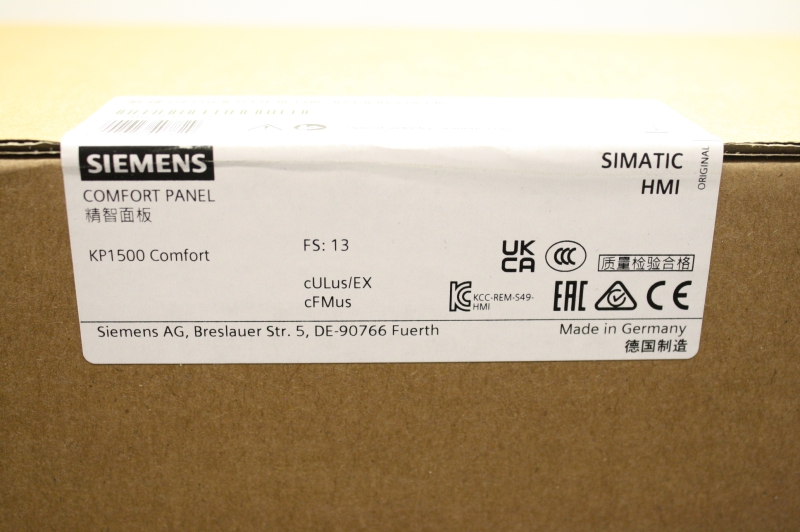 SIEMENS
SIMATIC
HMI
ORIGINAL
COMFORT PANEL
精智面板
KP1500 Comfort
FS: 13
cULus/EX
cFMus
UK
CA
CCC
质量检验合格
KCC-REM-S49-
HMI
EAC
CE
Siemens AG, Breslauer Str. 5, DE-90766 Fuerth
Made in Germany
德国制造